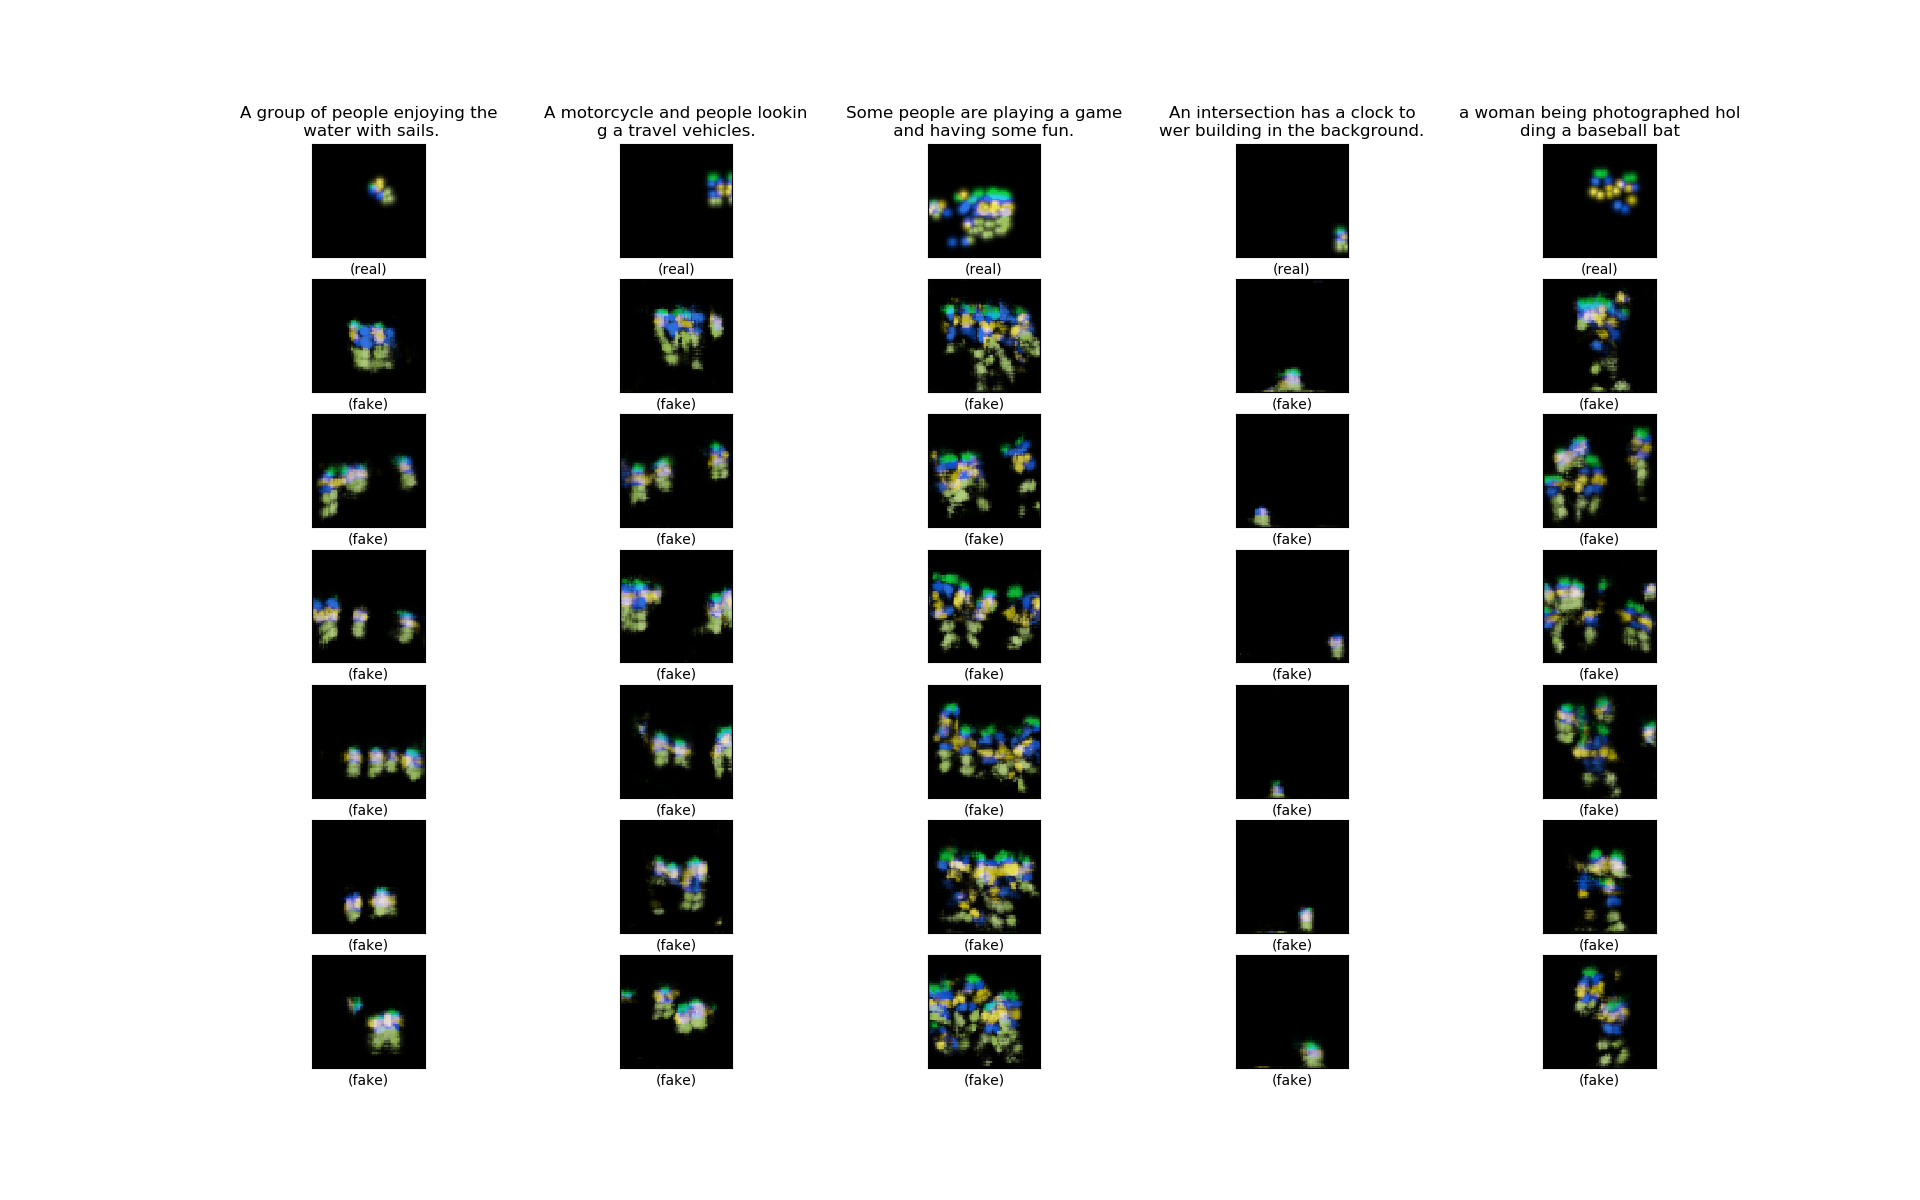 A group of people enjoying the
water with sails.
A motorcycle and people lookin
g a travel vehicles.
Some people are playing a game
and having some fun.
An intersection has a clock to
wer building in the background.
a woman being photographed hol
ding a baseball bat
(real) (real) (real) (real) (real)
(fake) (fake) (fake) (fake) (fake)
(fake) (fake) (fake) (fake) (fake)
(fake) (fake) (fake) (fake) (fake)
(fake) (fake) (fake) (fake) (fake)
(fake) (fake) (fake) (fake) (fake)
(fake) (fake) (fake) (fake) (fake)